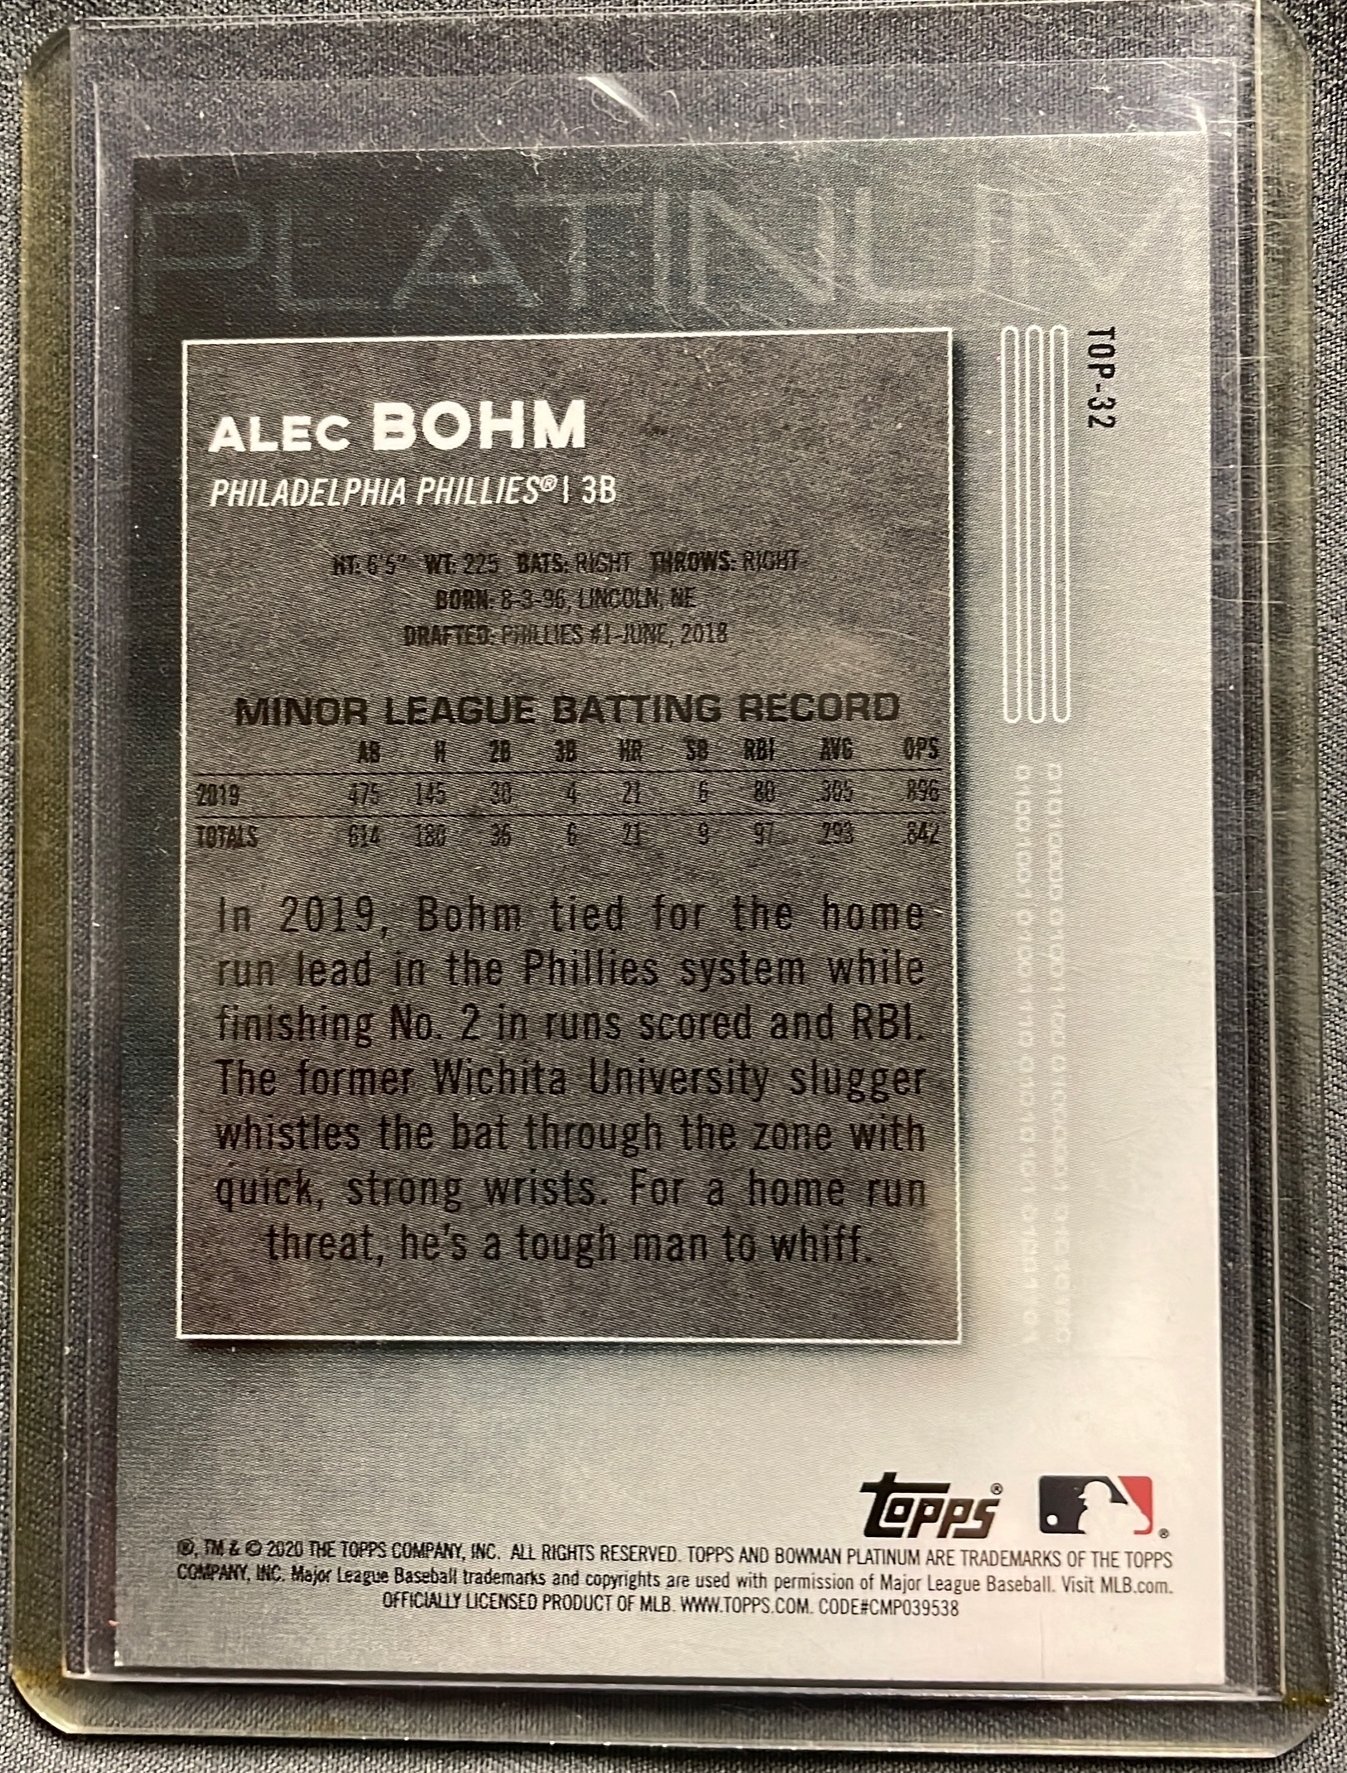 PLATINUM
TOP-32
ALEC BOHM
PHILADELPHIA PHILLIES® | 3B
HT: 6'5" WT: 225 BATS: RIGHT THROWS: RIGHT
BORN: 8-3-96, LINCOLN, NE
DRAFTED: PHILLIES #1-JUNE, 2018
MINOR LEAGUE BATTING RECORD
AB H 2B 3B HR SB RBI AVG OPS
2019 475 145 30 4 21 6 80 .305 .896
TOTALS 614 180 36 6 21 9 97 .293 .842
In 2019, Bohm tied for the home
run lead in the Phillies system while
finishing No. 2 in runs scored and RBI.
The former Wichita University slugger
whistles the bat through the zone with
quick, strong wrists. For a home run
threat, he's a tough man to whiff.
topps®
®
®, TM & © 2020 THE TOPPS COMPANY, INC. ALL RIGHTS RESERVED. TOPPS AND BOWMAN PLATINUM ARE TRADEMARKS OF THE TOPPS
COMPANY, INC. Major League Baseball trademarks and copyrights are used with permission of Major League Baseball. Visit MLB.com.
OFFICIALLY LICENSED PRODUCT OF MLB. WWW.TOPPS.COM. CODE#CMP039538